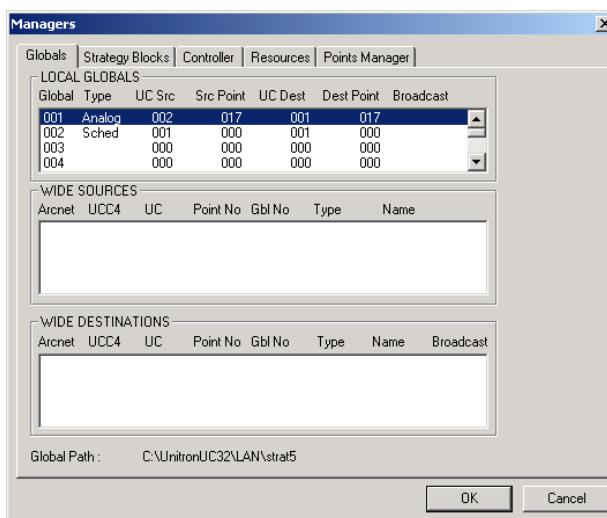 Managers
Globals Strategy Blocks Controller Resources Points Manager
LOCAL GLOBALS
Global Type UC Src Src Point UC Dest Dest Point Broadcast
001 Analog 002 017 001 017
002 Sched 001 000 001 000
003 000 000 000 000
004 000 000 000 000
WIDE SOURCES
Arcnet UCC4 UC Point No Gbl No Type Name
WIDE DESTINATIONS
Arcnet UCC4 UC Point No Gbl No Type Name Broadcast
Global Path : C:\UnitronUC32\LAN\strat5
OK Cancel